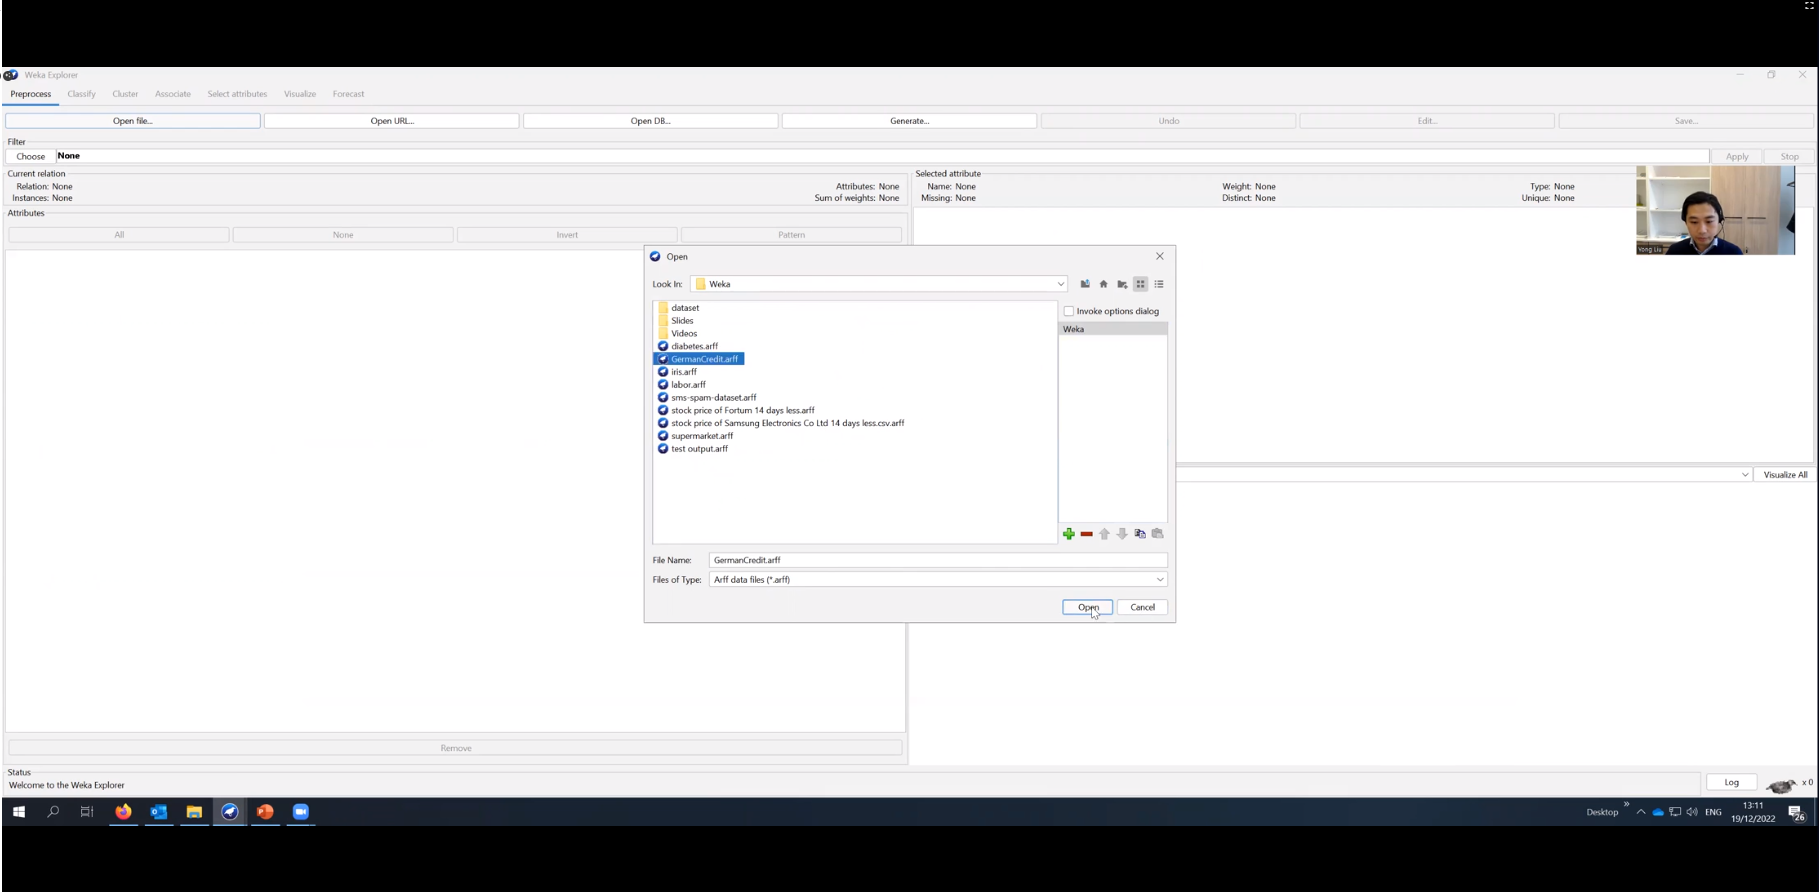 Weka Explorer
Preprocess Classify Cluster Associate Select attributes Visualize Forecast
Open file... Open URL... Open DB... Generate... Undo Edit... Save...
Filter
Choose None Apply Stop
Current relation
Relation: None Attributes: None
Instances: None Sum of weights: None
Selected attribute
Name: None Weight: None Type: None
Missing: None Distinct: None Unique: None
Attributes
All None Invert Pattern
Yong Liu
Open
Look In: Weka
dataset
Slides
Videos
diabetes.arff
GermanCredit.arff
iris.arff
labor.arff
sms-spam-dataset.arff
stock price of Fortum 14 days less.arff
stock price of Samsung Electronics Co Ltd 14 days less.csv.arff
supermarket.arff
test output.arff
Invoke options dialog
Weka
File Name: GermanCredit.arff
Files of Type: Arff data files (*.arff)
Open Cancel
Visualize All
Remove
Status
Welcome to the Weka Explorer
Log x 0
Desktop ENG 13:11
19/12/2022 26